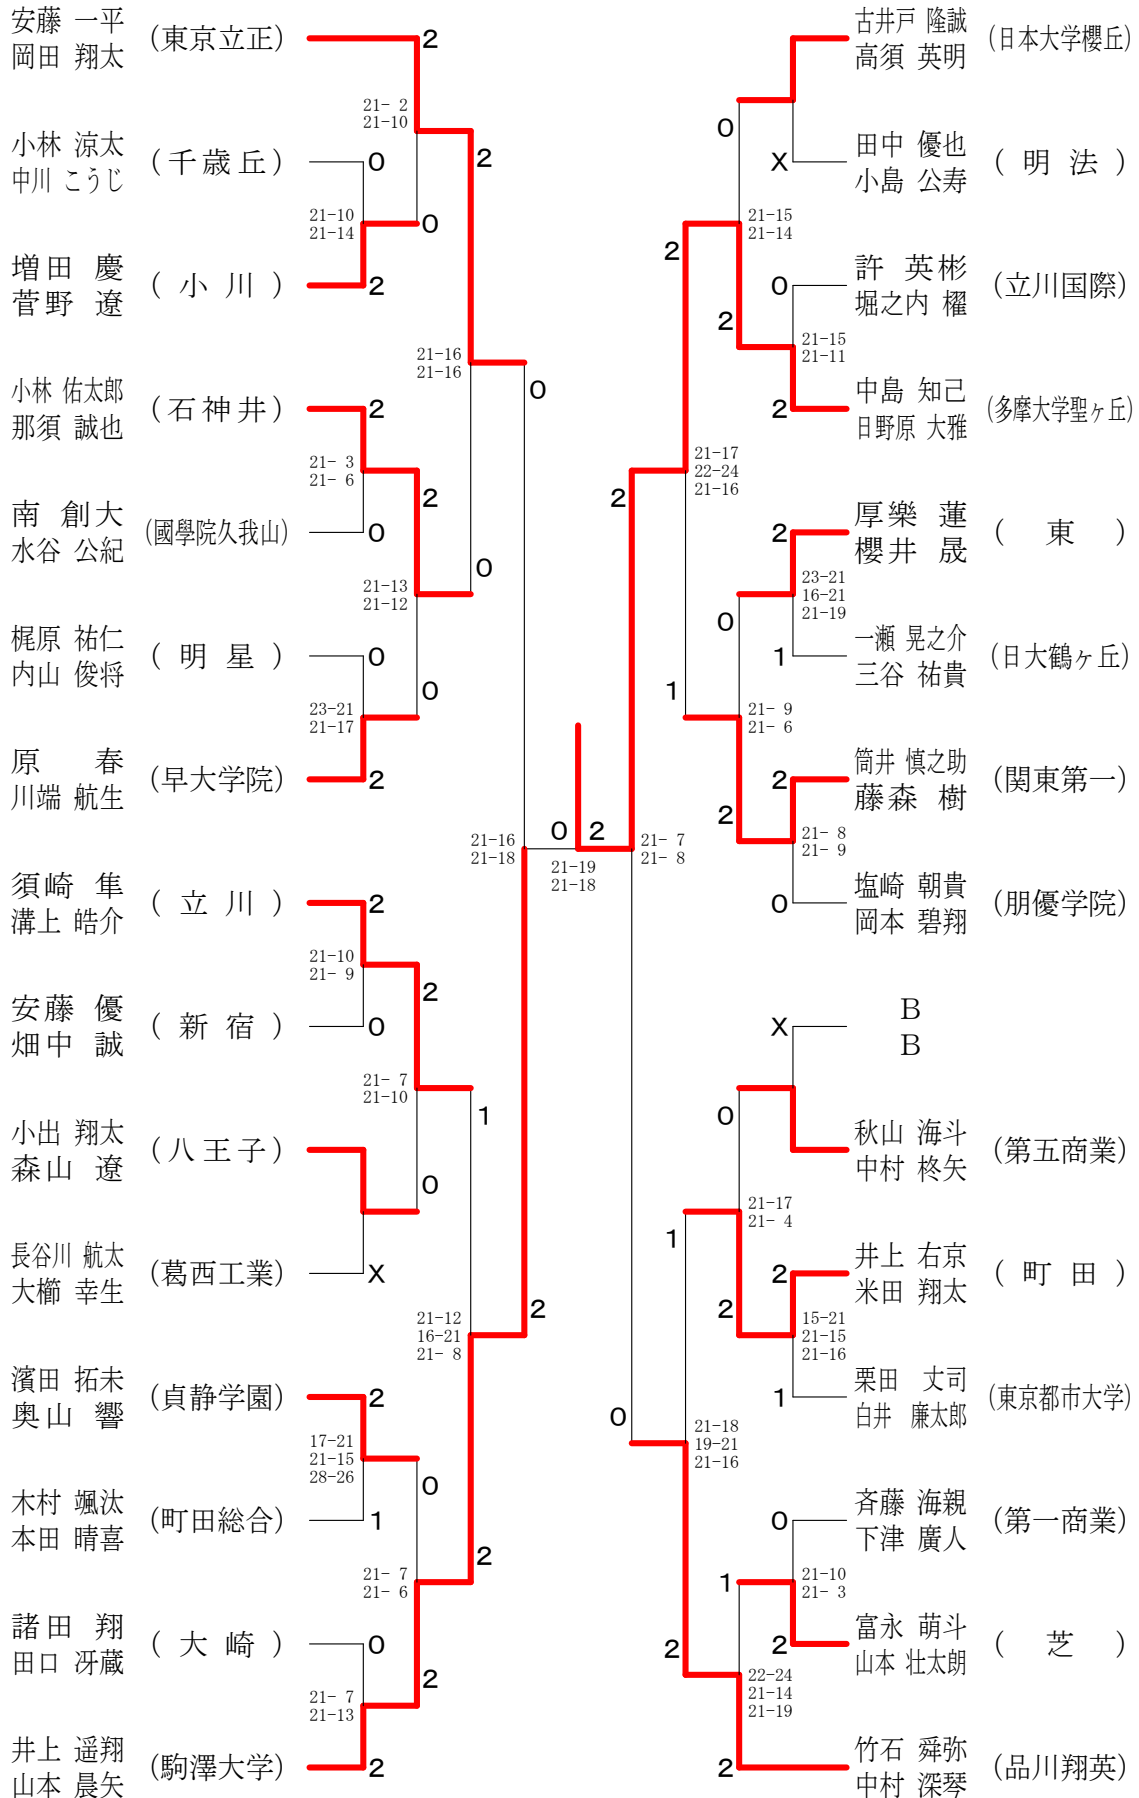 安藤 一平
岡田 翔太
(東京立正)
2
21- 2
21-10
小林 涼太
中川 こうじ
(千歳丘)
0
2
21-10
21-14
0
増田 慶
菅野 遼
(小川)
2
21-16
21-16
0
小林 佑太郎
那須 誠也
(石神井)
2
21- 3
21- 6
2
南 創大
水谷 公紀
(國學院久我山)
0
0
21-13
21-12
梶原 祐仁
内山 俊将
(明星)
0
0
23-21
21-17
原 春
川端 航生
(早大学院)
2
21-16
21-18
0
2
21-19
21-18
須崎 隼
溝上 皓介
(立川)
2
21-10
21- 9
2
安藤 優
畑中 誠
(新宿)
0
21- 7
21-10
1
小出 翔太
森山 遼
(八王子)
0
長谷川 航太
大櫛 幸生
(葛西工業)
X
21-12
16-21
21- 8
2
濱田 拓未
奥山 響
(貞静学園)
2
17-21
21-15
28-26
0
木村 颯汰
本田 晴喜
(町田総合)
1
2
21- 7
21- 6
諸田 翔
田口 冴蔵
(大崎)
0
2
21- 7
21-13
井上 遥翔
山本 晨矢
(駒澤大学)
2
古井戸 隆誠
高須 英明
(日本大学櫻丘)
0
X
田中 優也
小島 公寿
(明法)
21-15
21-14
2
許 英彬
堀之内 櫂
(立川国際)
0
2
21-15
21-11
中島 知己
日野原 大雅
(多摩大学聖ヶ丘)
2
21-17
22-24
21-16
2
厚樂 蓮
櫻井 晟
(東)
2
23-21
16-21
21-19
0
一瀬 晃之介
三谷 祐貴
(日大鶴ヶ丘)
1
1
21- 9
21- 6
筒井 慎之助
藤森 樹
(関東第一)
2
2
21- 8
21- 9
21- 7
21- 8
塩崎 朝貴
岡本 碧翔
(朋優学院)
0
B
B
X
0
秋山 海斗
中村 柊矢
(第五商業)
21-17
21- 4
1
井上 右京
米田 翔太
(町田)
2
2
15-21
21-15
21-16
栗田 丈司
白井 廉太郎
(東京都市大学)
1
0
21-18
19-21
21-16
斉藤 海親
下津 廣人
(第一商業)
0
1
21-10
21- 3
富永 萌斗
山本 壮太朗
(芝)
2
2
22-24
21-14
21-19
竹石 舜弥
中村 深琴
(品川翔英)
2